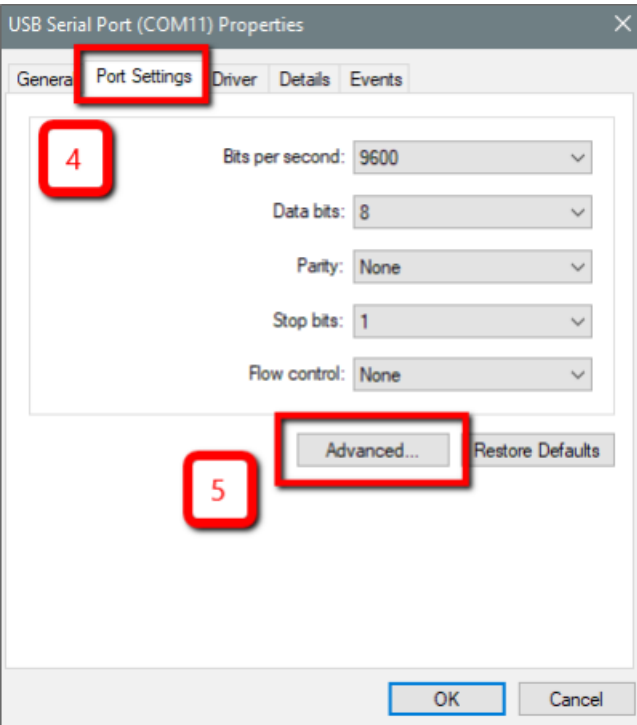 USB Serial Port (COM11) Properties
General Port Settings Driver Details Events
4
Bits per second: 9600
Data bits: 8
Parity: None
Stop bits: 1
Flow control: None
Advanced... Restore Defaults
5
OK Cancel